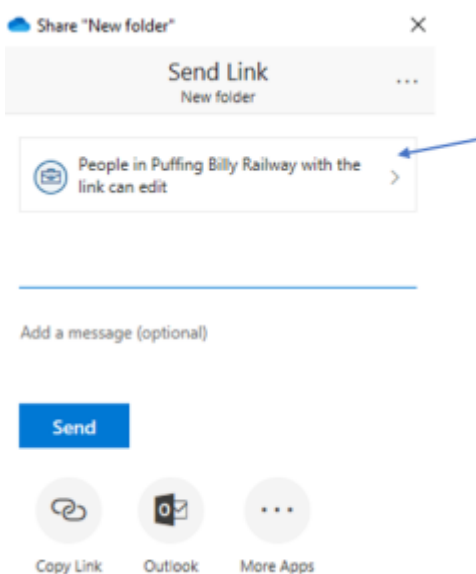 Share "New folder"
Send Link
...
New folder
People in Puffing Billy Railway with the
link can edit
Add a message (optional)
Send
Copy Link
Outlook
More Apps